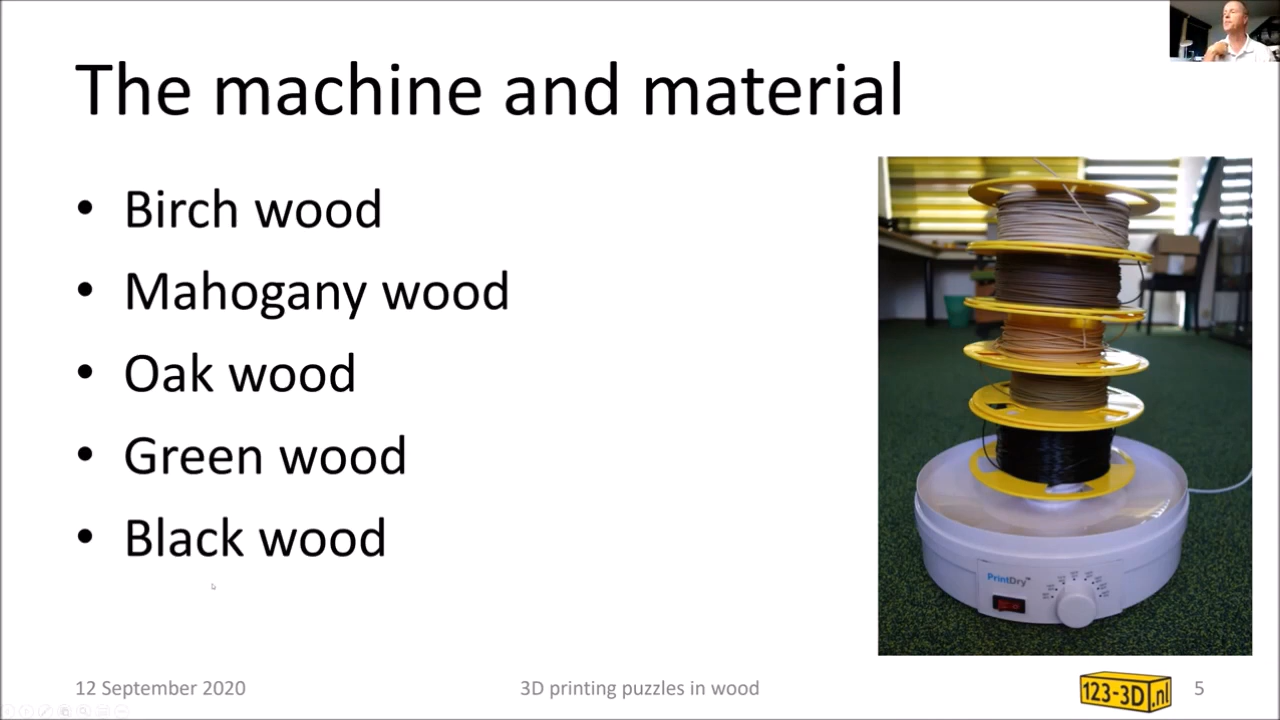 The machine and material
• Birch wood
• Mahogany wood
• Oak wood
• Green wood
• Black wood
PrintDry™
12 September 2020
3D printing puzzles in wood
123-3D.nl
5